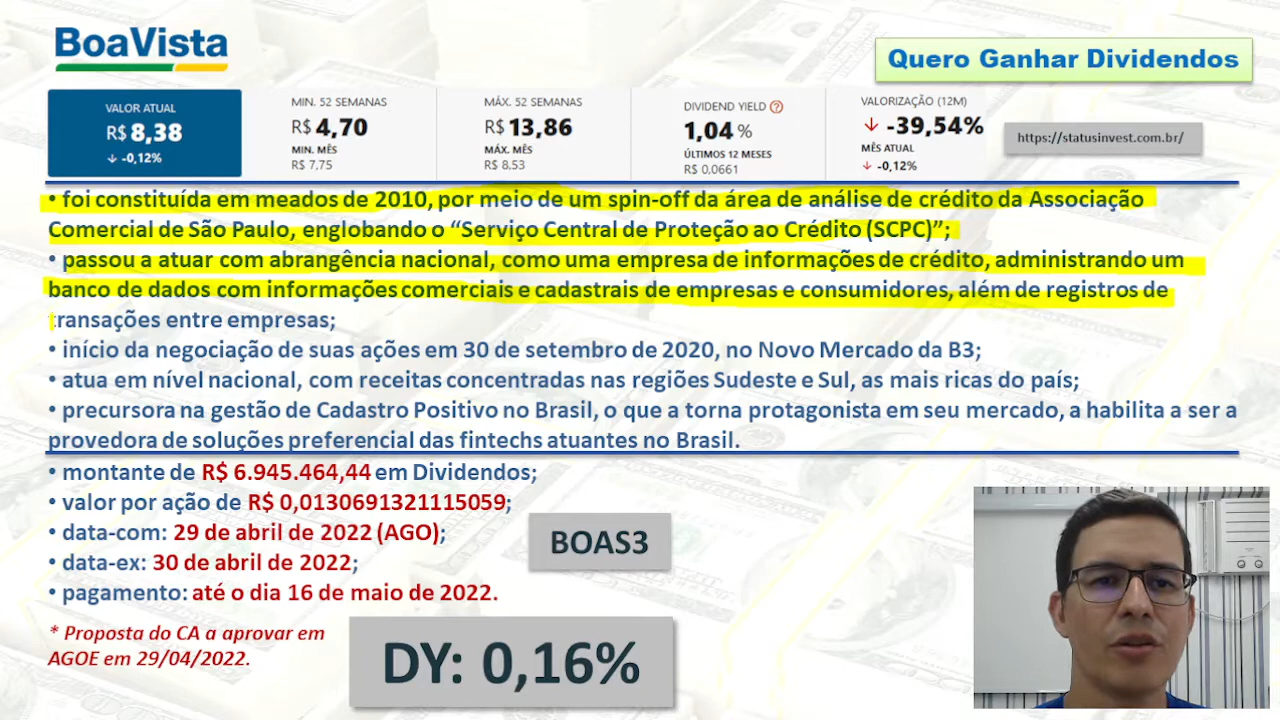 BoaVista
Quero Ganhar Dividendos
VALOR ATUAL
R$ 8,38
↓ -0,12%
MIN. 52 SEMANAS
R$ 4,70
MIN. MÊS
R$ 7,75
MÁX. 52 SEMANAS
R$ 13,86
MÁX. MÊS
R$ 8,53
DIVIDEND YIELD ?
1,04 %
ÚLTIMOS 12 MESES
R$ 0,0661
VALORIZAÇÃO (12M)
↓ -39,54%
MÊS ATUAL
↓ -0,12%
https://statusinvest.com.br/
• foi constituída em meados de 2010, por meio de um spin-off da área de análise de crédito da Associação
Comercial de São Paulo, englobando o “Serviço Central de Proteção ao Crédito (SCPC)”;
• passou a atuar com abrangência nacional, como uma empresa de informações de crédito, administrando um
banco de dados com informações comerciais e cadastrais de empresas e consumidores, além de registros de
transações entre empresas;
• início da negociação de suas ações em 30 de setembro de 2020, no Novo Mercado da B3;
• atua em nível nacional, com receitas concentradas nas regiões Sudeste e Sul, as mais ricas do país;
• precursora na gestão de Cadastro Positivo no Brasil, o que a torna protagonista em seu mercado, a habilita a ser a
provedora de soluções preferencial das fintechs atuantes no Brasil.
• montante de R$ 6.945.464,44 em Dividendos;
• valor por ação de R$ 0,0130691321115059;
• data-com: 29 de abril de 2022 (AGO);
• data-ex: 30 de abril de 2022;
• pagamento: até o dia 16 de maio de 2022.
BOAS3
* Proposta do CA a aprovar em
AGOE em 29/04/2022.
DY: 0,16%